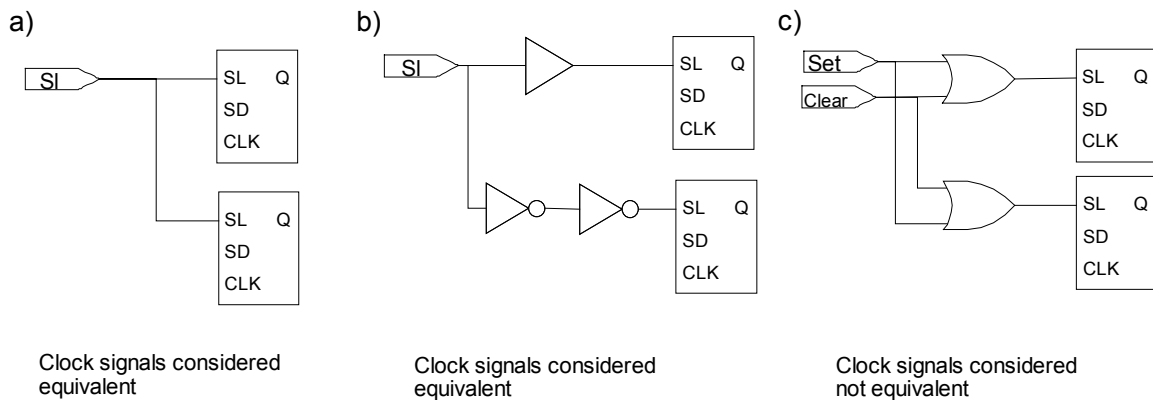 a)
SI
SL Q
SD
CLK
SL Q
SD
CLK
Clock signals considered
equivalent
b)
SI
SL Q
SD
CLK
SL Q
SD
CLK
Clock signals considered
equivalent
c)
Set
Clear
SL Q
SD
CLK
SL Q
SD
CLK
Clock signals considered
not equivalent